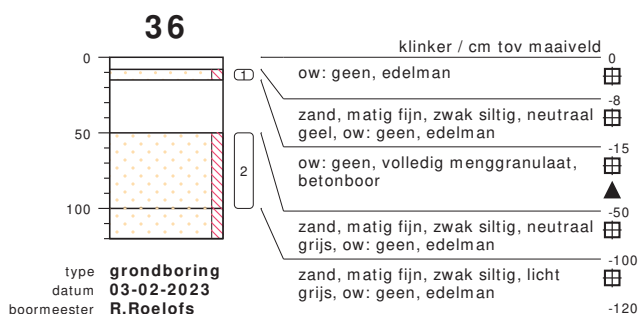 36
klinker / cm tov maaiveld
0
0
ow: geen, edelman
1
-8
zand, matig fijn, zwak siltig, neutraal
geel, ow: geen, edelman
-15
50
ow: geen, volledig menggranulaat,
betonboor
2
-50
zand, matig fijn, zwak siltig, neutraal
grijs, ow: geen, edelman
100
-100
zand, matig fijn, zwak siltig, licht
grijs, ow: geen, edelman
-120
type grondboring
datum 03-02-2023
boormeester R.Roelofs